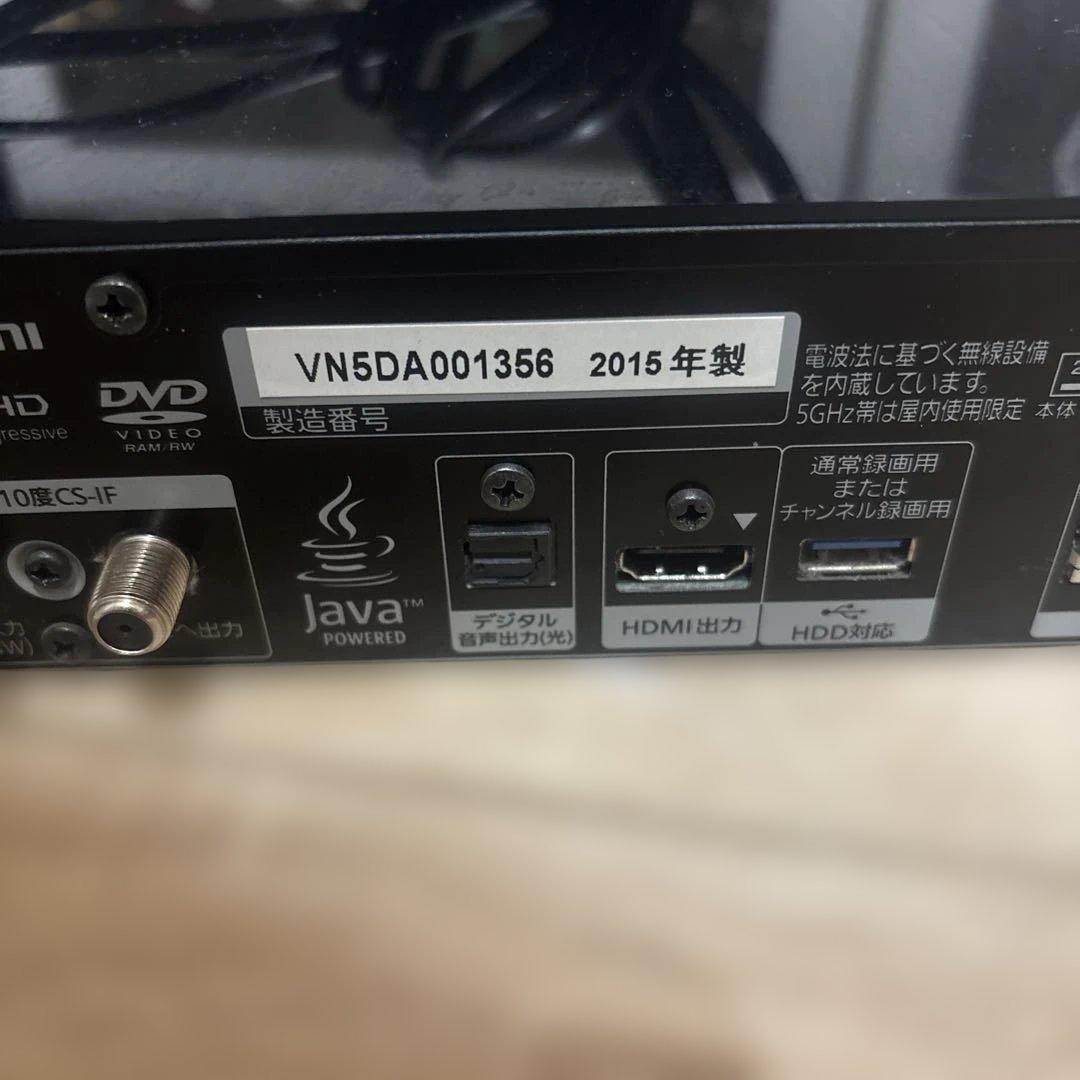 VN5DA001356 2015年製
製造番号
電波法に基づく無線設備
を内蔵しています。
5GHz帯は屋内使用限定
本体
DVD
VIDEO
RAM/RW
10度CS-IF
へ出力
Java™
POWERED
デジタル
音声出力(光)
HDMI出力
通常録画用
または
チャンネル録画用
HDD対応